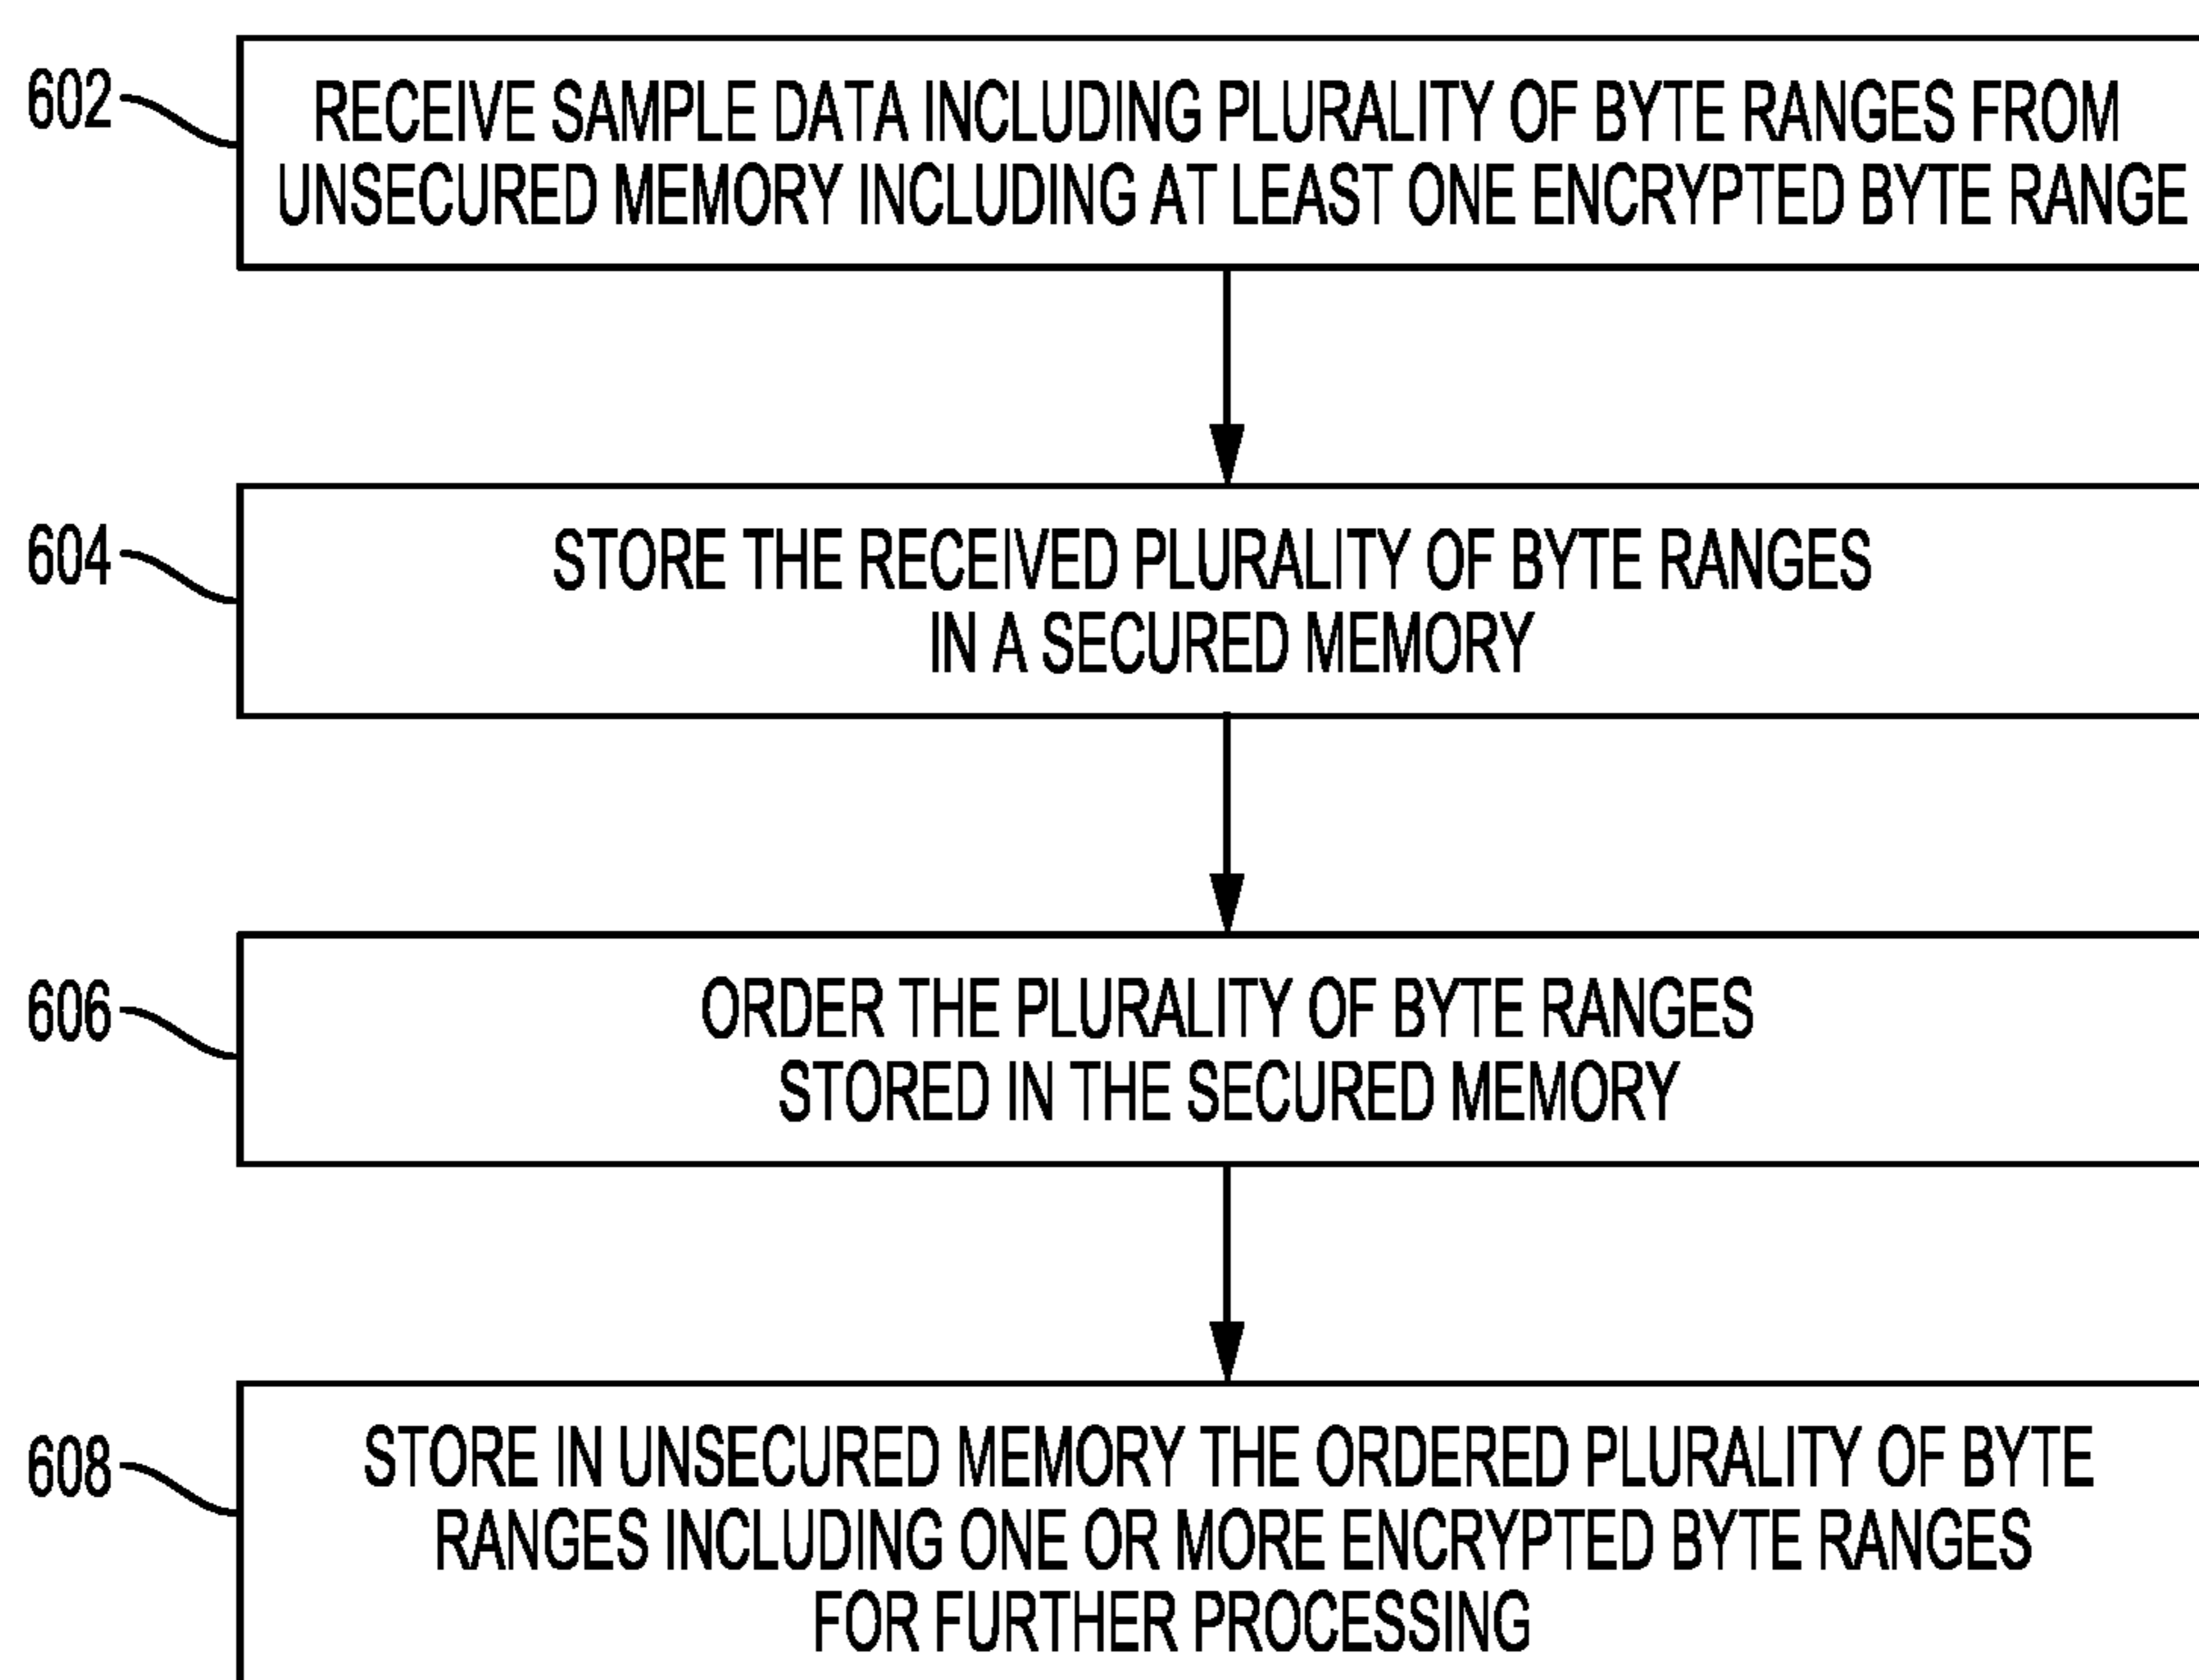 602
RECEIVE SAMPLE DATA INCLUDING PLURALITY OF BYTE RANGES FROM
UNSECURED MEMORY INCLUDING AT LEAST ONE ENCRYPTED BYTE RANGE
604
STORE THE RECEIVED PLURALITY OF BYTE RANGES
IN A SECURED MEMORY
606
ORDER THE PLURALITY OF BYTE RANGES
STORED IN THE SECURED MEMORY
608
STORE IN UNSECURED MEMORY THE ORDERED PLURALITY OF BYTE
RANGES INCLUDING ONE OR MORE ENCRYPTED BYTE RANGES
FOR FURTHER PROCESSING